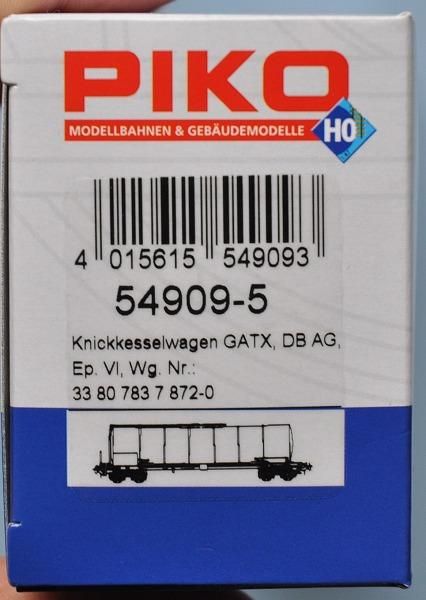 PIKO
MODELLBAHNEN & GEBÄUDEMODELLE
H0
4 015615 549093
54909-5
Knickkesselwagen GATX, DB AG,
Ep. VI, Wg. Nr.:
33 80 783 7 872-0